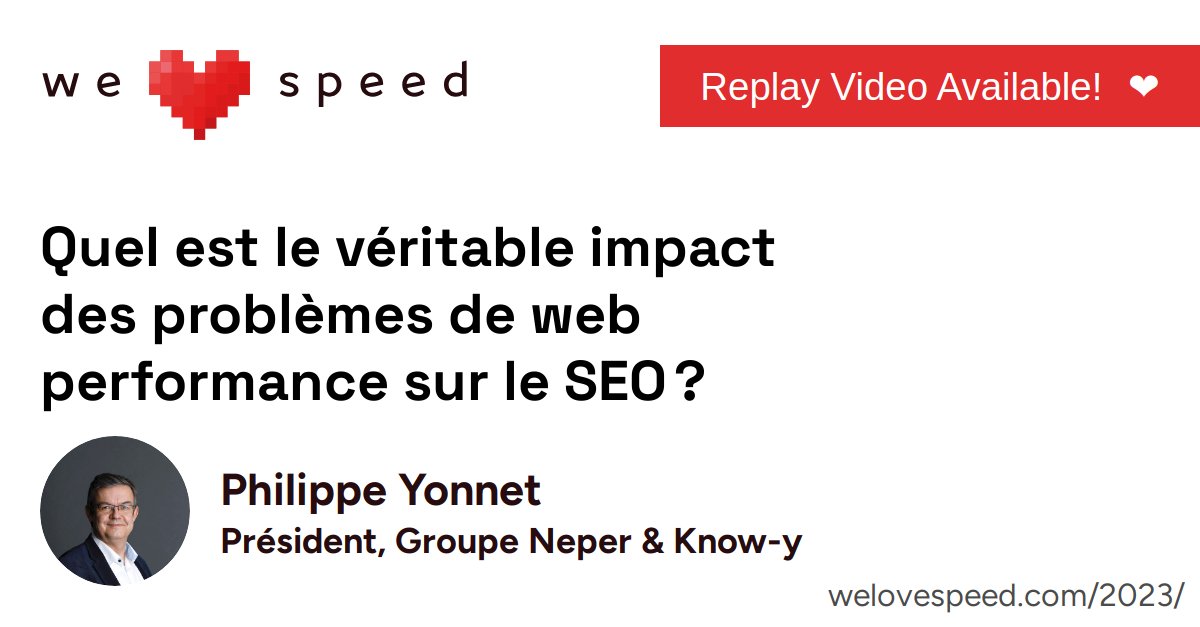 we speed
Replay Video Available! ❤
Quel est le véritable impact
des problèmes de web
performance sur le SEO ?
Philippe Yonnet
Président, Groupe Neper & Know-y
welovespeed.com/2023/